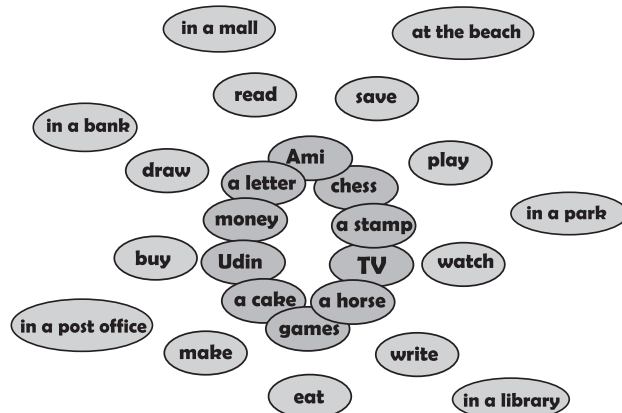 in a mall
at the beach
read
save
in a bank
Ami
play
draw
a letter
chess
in a park
money
a stamp
buy
Udin
TV
watch
a cake
a horse
in a post office
games
make
write
eat
in a library